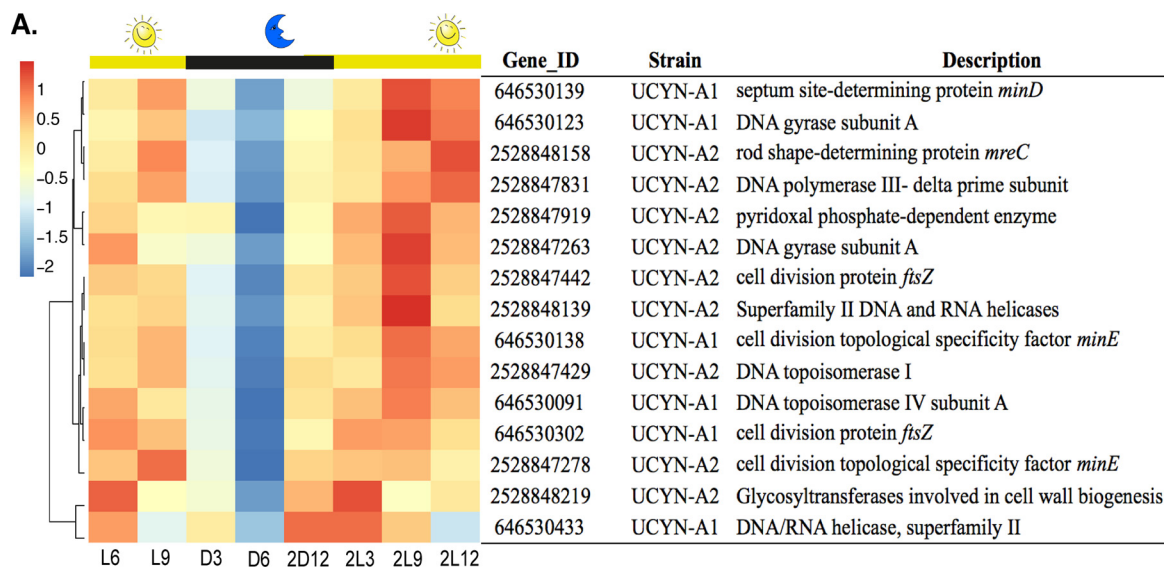 A.
Gene_ID Strain Description
1
0.5
0
−0.5
−1
−1.5
−2
646530139 UCYN-A1 septum site-determining protein minD
646530123 UCYN-A1 DNA gyrase subunit A
2528848158 UCYN-A2 rod shape-determining protein mreC
2528847831 UCYN-A2 DNA polymerase III- delta prime subunit
2528847919 UCYN-A2 pyridoxal phosphate-dependent enzyme
2528847263 UCYN-A2 DNA gyrase subunit A
2528847442 UCYN-A2 cell division protein ftsZ
2528848139 UCYN-A2 Superfamily II DNA and RNA helicases
646530138 UCYN-A1 cell division topological specificity factor minE
2528847429 UCYN-A2 DNA topoisomerase I
646530091 UCYN-A1 DNA topoisomerase IV subunit A
646530302 UCYN-A1 cell division protein ftsZ
2528847278 UCYN-A2 cell division topological specificity factor minE
2528848219 UCYN-A2 Glycosyltransferases involved in cell wall biogenesis
646530433 UCYN-A1 DNA/RNA helicase, superfamily II
L6 L9 D3 D6 2D12 2L3 2L9 2L12